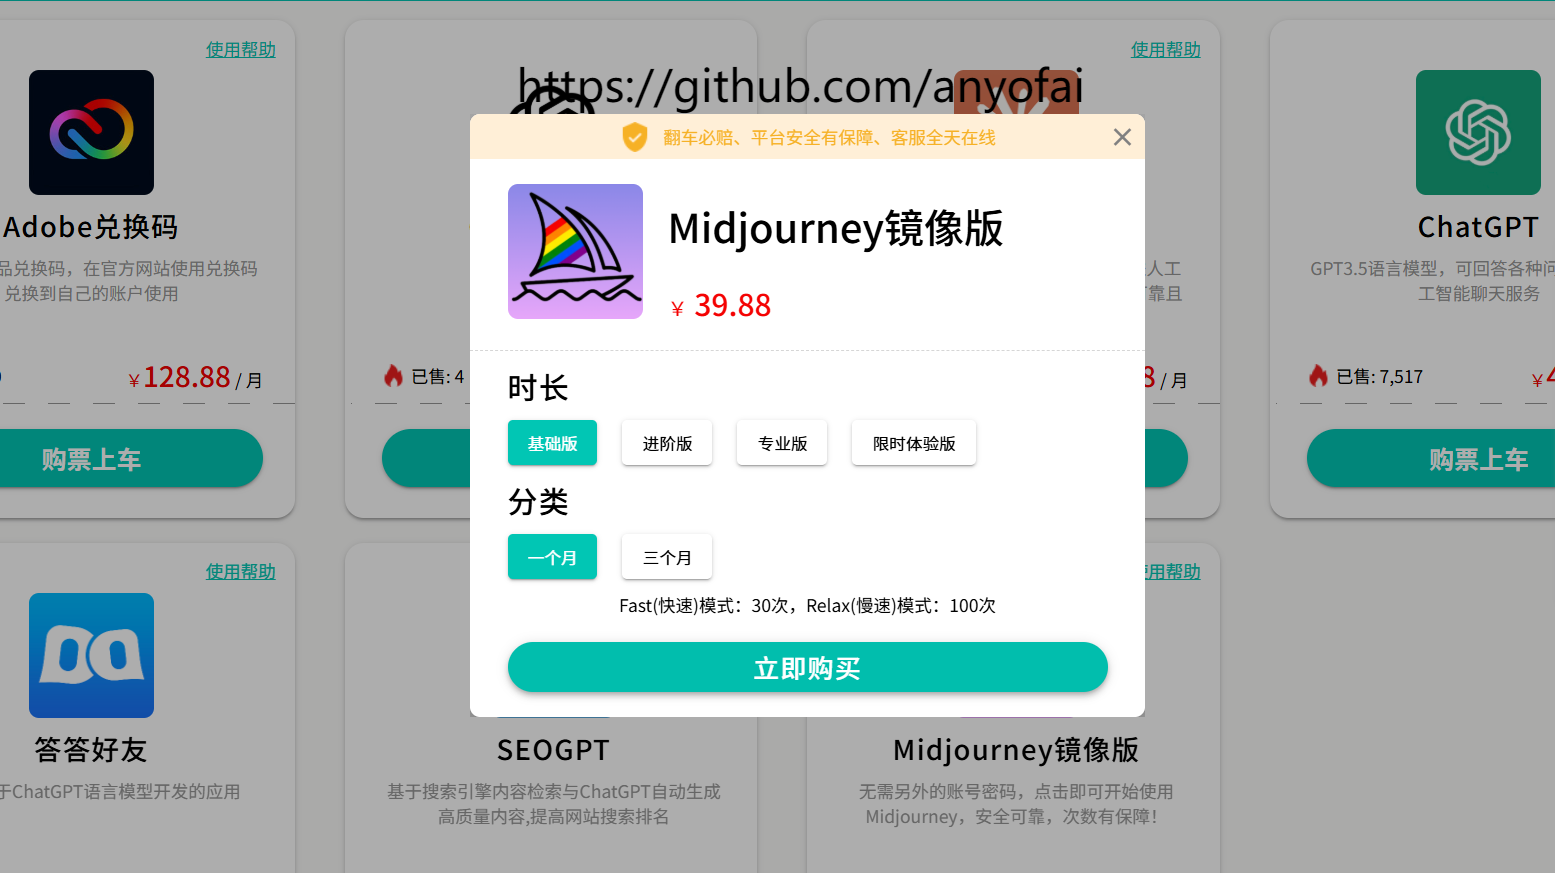 使用帮助
使用帮助
https://github.com/anyofai
翻车必赔、平台安全有保障、客服全天在线
Midjourney镜像版
¥ 39.88
时长
基础版
进阶版
专业版
限时体验版
分类
一个月
三个月
Fast(快速)模式：30次，Relax(慢速)模式：100次
立即购买
Adobe兑换码
品兑换码，在官方网站使用兑换码
兑换到自己的账户使用
¥128.88 / 月
购票上车
已售: 4
人工
靠且
8 / 月
ChatGPT
GPT3.5语言模型，可回答各种问
工智能聊天服务
已售: 7,517
¥4
购票上车
使用帮助
答答好友
于ChatGPT语言模型开发的应用
SEOGPT
基于搜索引擎内容检索与ChatGPT自动生成
高质量内容,提高网站搜索排名
用帮助
Midjourney镜像版
无需另外的账号密码，点击即可开始使用
Midjourney，安全可靠，次数有保障！